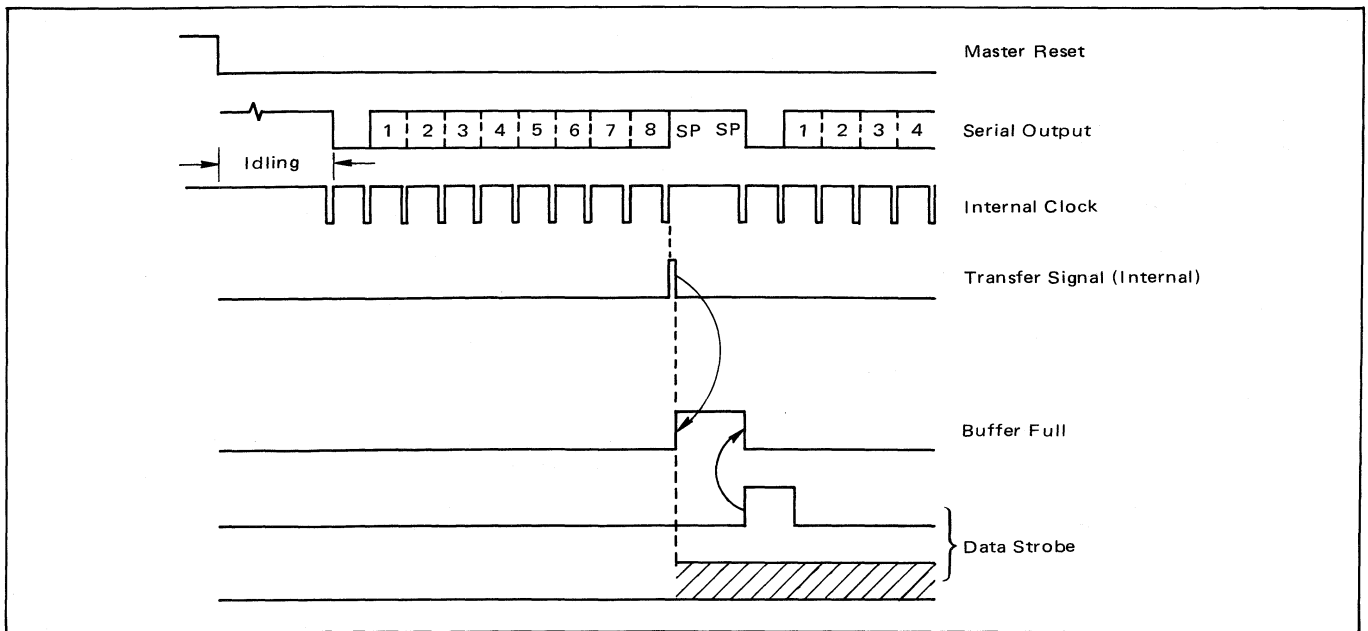 Master Reset
1 2 3 4 5 6 7 8 SP SP 1 2 3 4 Serial Output
Idling
Internal Clock
Transfer Signal (Internal)
Buffer Full
Data Strobe